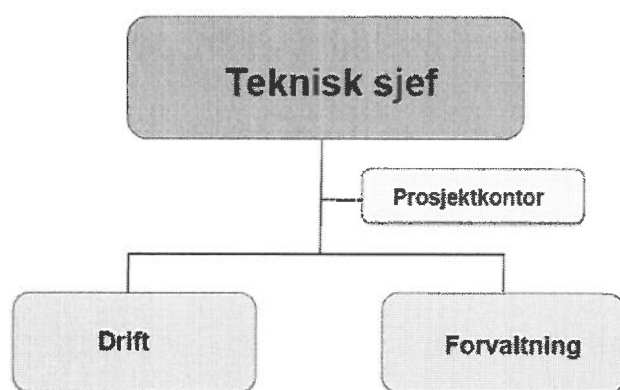 Teknisk sjef
Prosjektkontor
Drift
Forvaltning